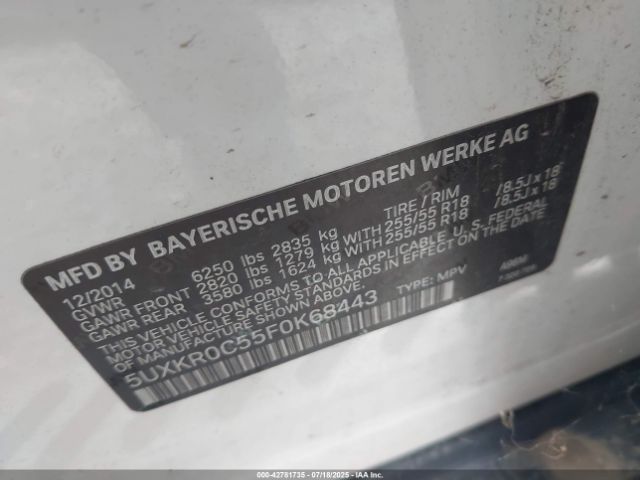 MFD BY BAYERISCHE MOTOREN WERKE AG
12/2014 TIRE / RIM
GVWR 6250 lbs 2835 kg
GAWR FRONT 2820 lbs 1279 kg WITH 255/55 R18 /8.5J x 18
GAWR REAR 3580 lbs 1624 kg WITH 255/55 R18 /8.5J x 18
THIS VEHICLE CONFORMS TO ALL APPLICABLE U.S. FEDERAL
MOTOR VEHICLE SAFETY STANDARDS IN EFFECT ON THE DATE
OF MANUFACTURE SHOWN ABOVE.
5UXKR0C55F0K68443 TYPE: MPV
000-42781735 - 07/18/2025 - IAAI.COM